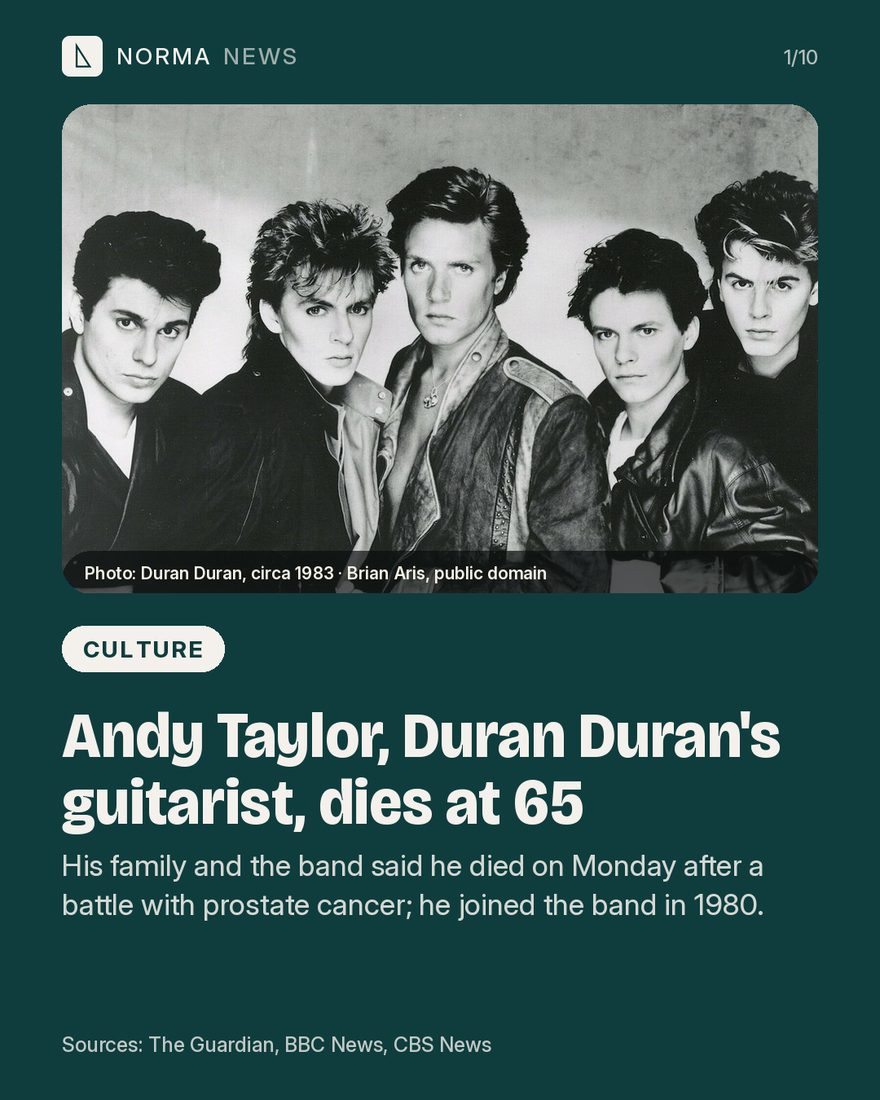 NORMA NEWS
1/10
Photo: Duran Duran, circa 1983 · Brian Aris, public domain
CULTURE
Andy Taylor, Duran Duran's
guitarist, dies at 65
His family and the band said he died on Monday after a
battle with prostate cancer; he joined the band in 1980.
Sources: The Guardian, BBC News, CBS News